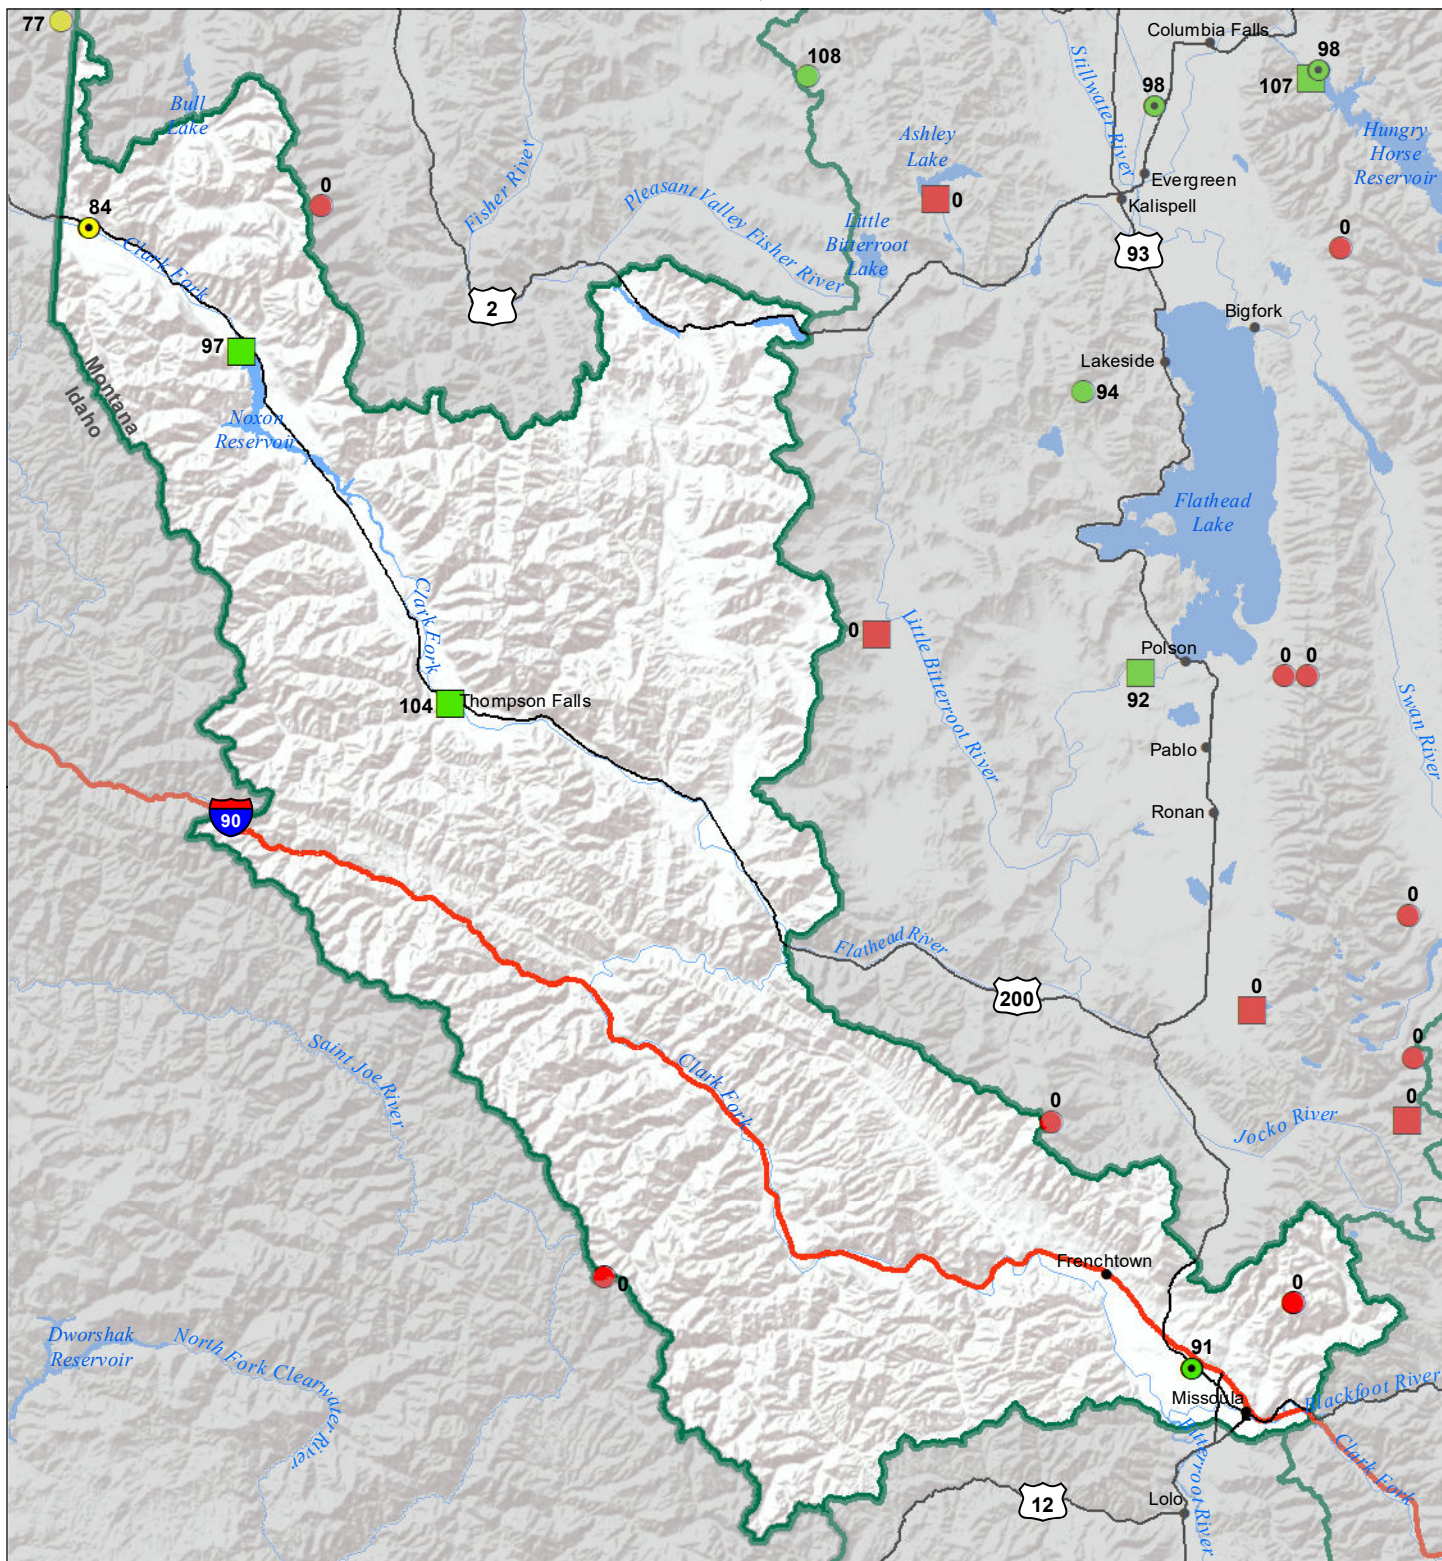 77
Columbia Falls
108
98
98
107
Stillwater River
Bull
Lake
Ashley
Lake
Hungry
Horse
Reservoir
Fisher River
Evergreen
0
Pleasant Valley Fisher River
0
Kalispell
84
Little
Bitterroot
Lake
0
93
Clark Fork
2
Bigfork
97
Lakeside
Montana
Idaho
94
Noxon
Reservoir
Flathead
Lake
Clark Fork
0
Little Bitterroot River
Polson
0
0
92
Swan River
104
Thompson Falls
Pablo
90
Ronan
0
Flathead River
200
0
Saint Joe River
Clark Fork
0
0
0
Jocko River
Frenchtown
0
0
Dworshak
Reservoir
North Fork Clearwater
River
91
Missoula
Blackfoot River
Bitterroot River
Clark Fork
12
Lolo